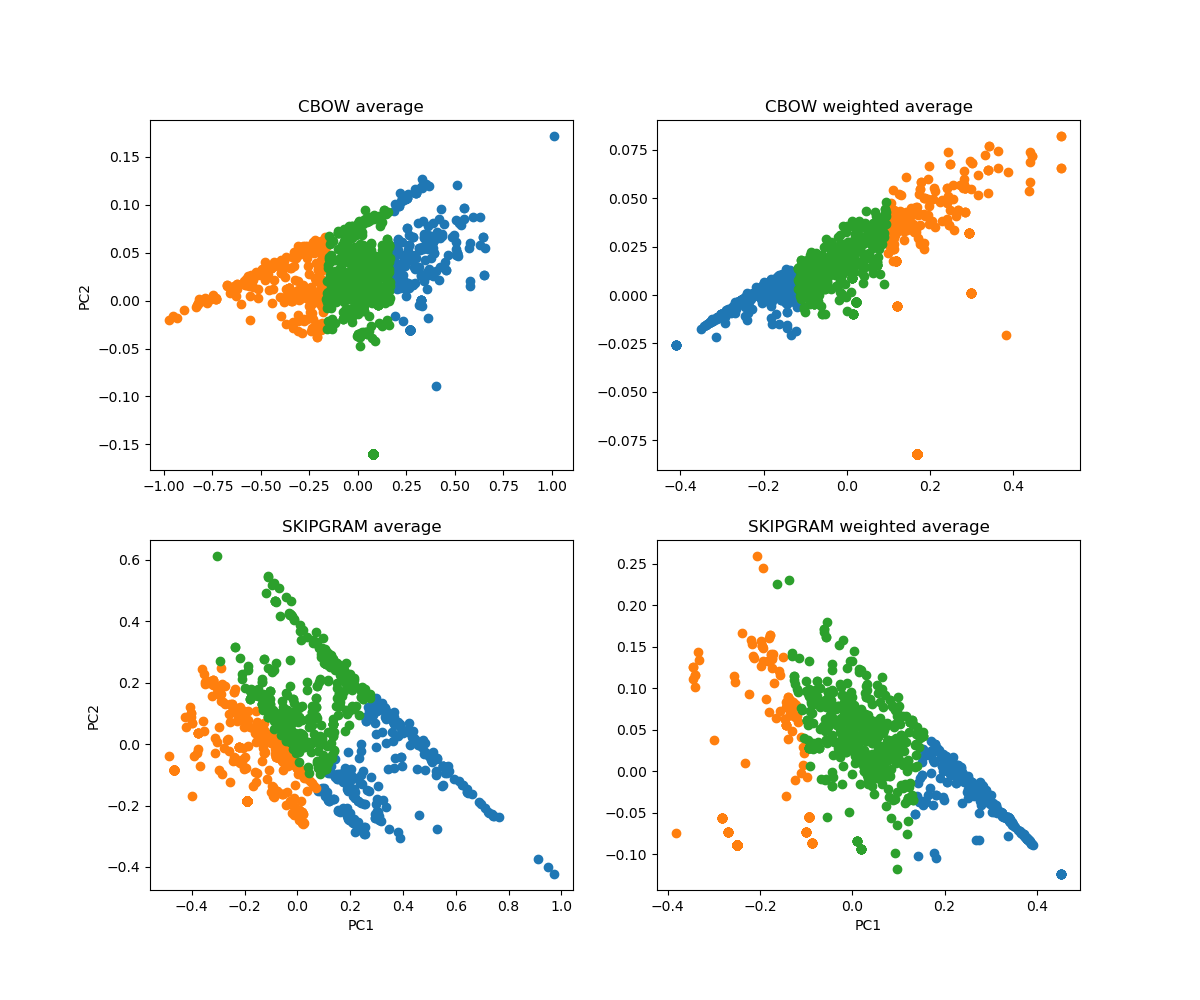 CBOW average
CBOW weighted average
0.15
0.10
0.05
0.00
−0.05
−0.10
−0.15
PC2
−1.00 −0.75 −0.50 −0.25 0.00 0.25 0.50 0.75 1.00
0.075
0.050
0.025
0.000
−0.025
−0.050
−0.075
−0.4 −0.2 0.0 0.2 0.4
SKIPGRAM average
SKIPGRAM weighted average
0.6
0.4
0.2
0.0
−0.2
−0.4
PC2
−0.4 −0.2 0.0 0.2 0.4 0.6 0.8 1.0
PC1
0.25
0.20
0.15
0.10
0.05
0.00
−0.05
−0.10
−0.4 −0.2 0.0 0.2 0.4
PC1